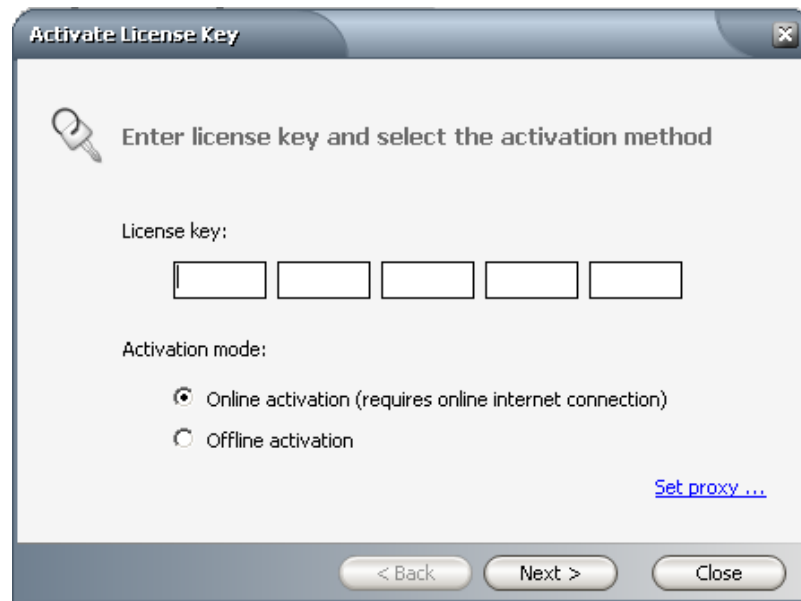 Activate License Key
Enter license key and select the activation method
License key:
Activation mode:
Online activation (requires online internet connection)
Offline activation
Set proxy ...
< Back Next > Close